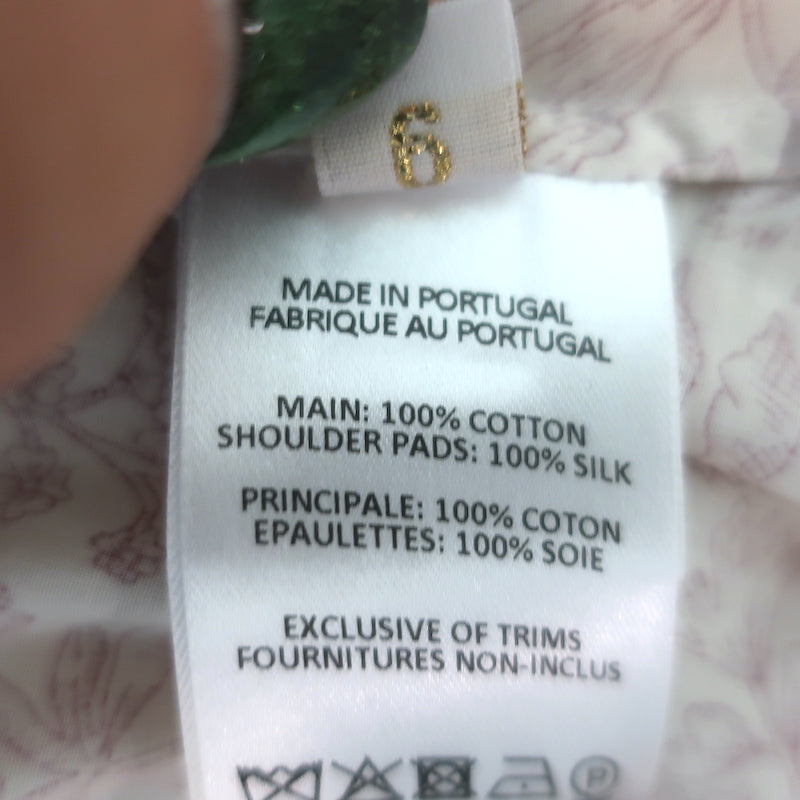 6
MADE IN PORTUGAL
FABRIQUE AU PORTUGAL
MAIN: 100% COTTON
SHOULDER PADS: 100% SILK
PRINCIPALE: 100% COTON
EPAULETTES: 100% SOIE
EXCLUSIVE OF TRIMS
FOURNITURES NON-INCLUS
P